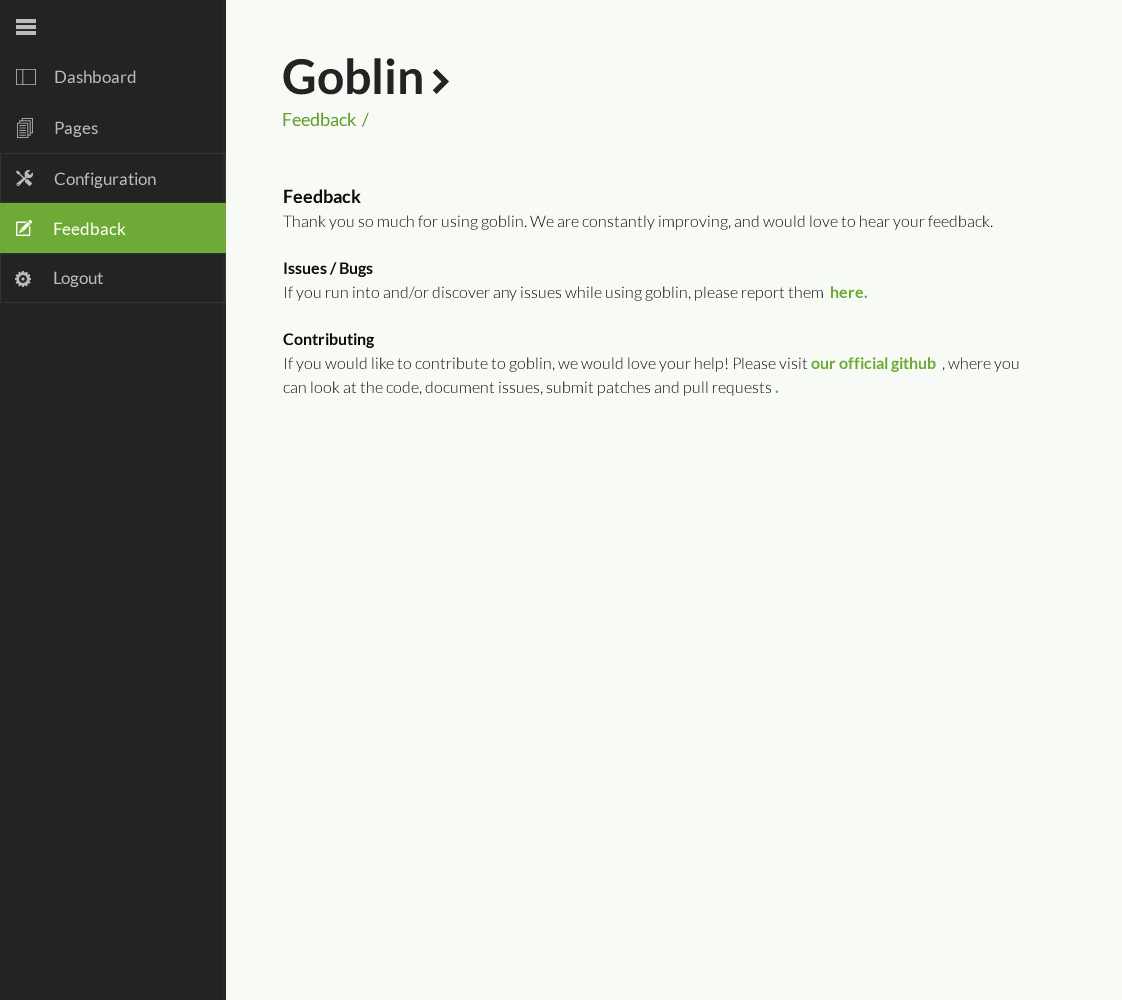 Dashboard
Pages
Configuration
Feedback
Logout
Goblin >
Feedback /
Feedback
Thank you so much for using goblin. We are constantly improving, and would love to hear your feedback.
Issues / Bugs
If you run into and/or discover any issues while using goblin, please report them here.
Contributing
If you would like to contribute to goblin, we would love your help! Please visit our official github , where you
can look at the code, document issues, submit patches and pull requests .